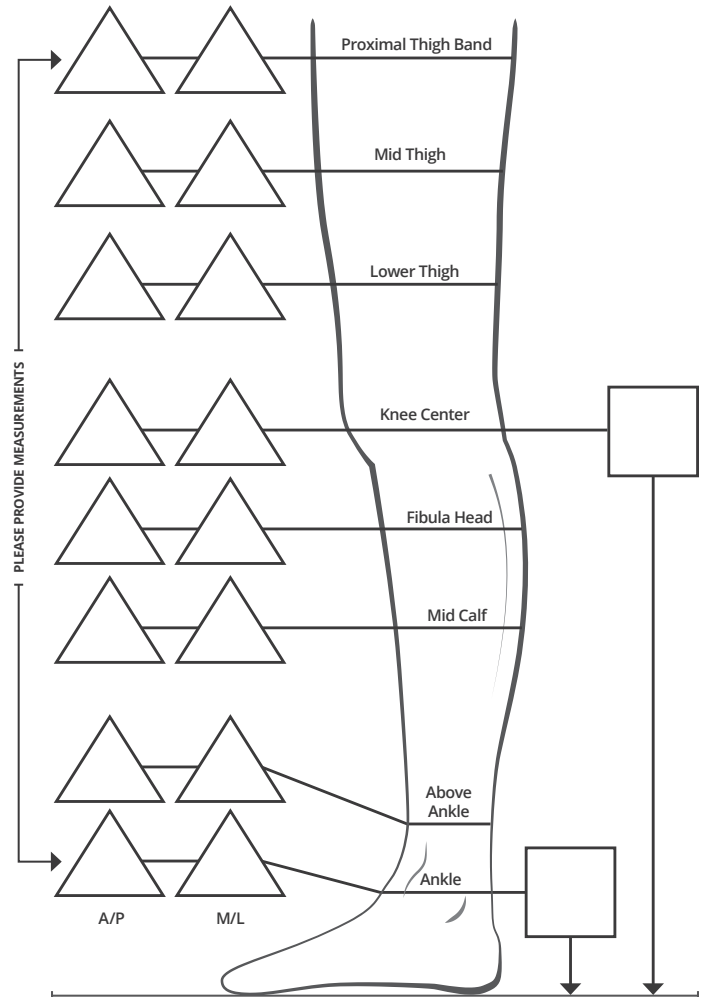 Proximal Thigh Band
Mid Thigh
Lower Thigh
PLEASE PROVIDE MEASUREMENTS
Knee Center
Fibula Head
Mid Calf
Above
Ankle
Ankle
A/P
M/L